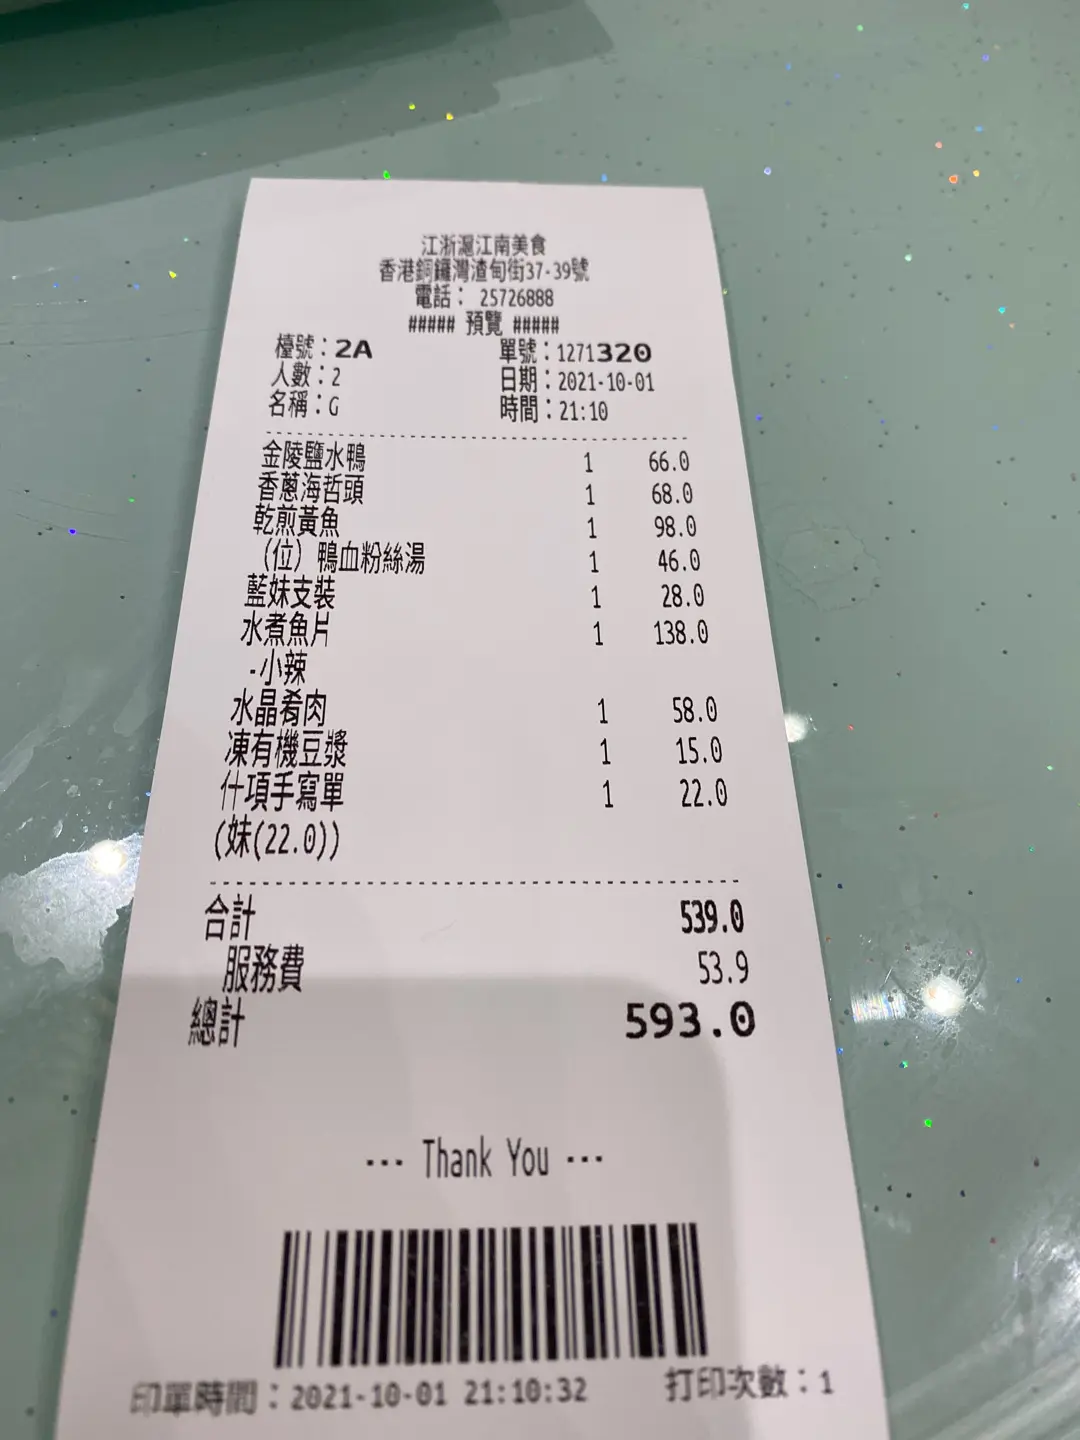 江浙滬江南美食
香港銅鑼灣渣甸街37-39號
電話： 25726888
##### 預覽 #####
檯號：2A 單號：1271320
人數：2 日期：2021-10-01
名稱：G 時間：21:10
金陵鹽水鴨 1 66.0
香蔥海哲頭 1 68.0
乾煎黃魚 1 98.0
（位）鴨血粉絲湯 1 46.0
藍妹支裝 1 28.0
水煮魚片 1 138.0
-小辣
水晶肴肉 1 58.0
凍有機豆漿 1 15.0
什項手寫單 1 22.0
(妹(22.0))
合計 539.0
服務費 53.9
總計 593.0
--- Thank You ---
印單時間：2021-10-01 21:10:32 打印次數：1